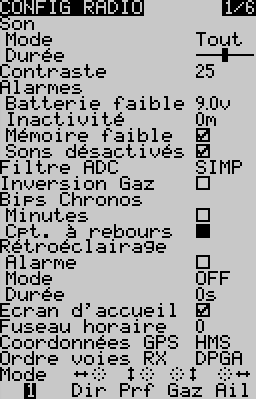 CONFIG RADIO 1/6
Son
Mode Tout
Durée
Contraste 25
Alarmes
Batterie faible 9.0v
Inactivité 0m
Mémoire faible
Sons désactivés
Filtre ADC SIMP
Inversion Gaz
Bips Chronos
Minutes
Cpt. à rebours
Rétroéclairage
Alarme
Mode OFF
Durée 0s
Ecran d'accueil
Fuseau horaire 0
Coordonnées GPS HMS
Ordre voies RX DPGA
Mode
1 Dir Prf Gaz Ail